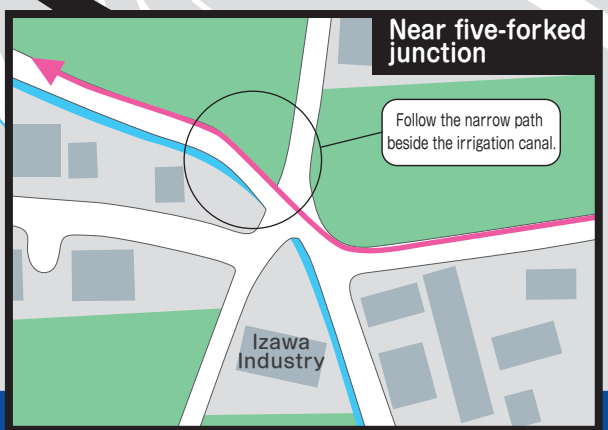 Near five-forked
junction
Follow the narrow path
beside the irrigation canal.
Izawa
Industry